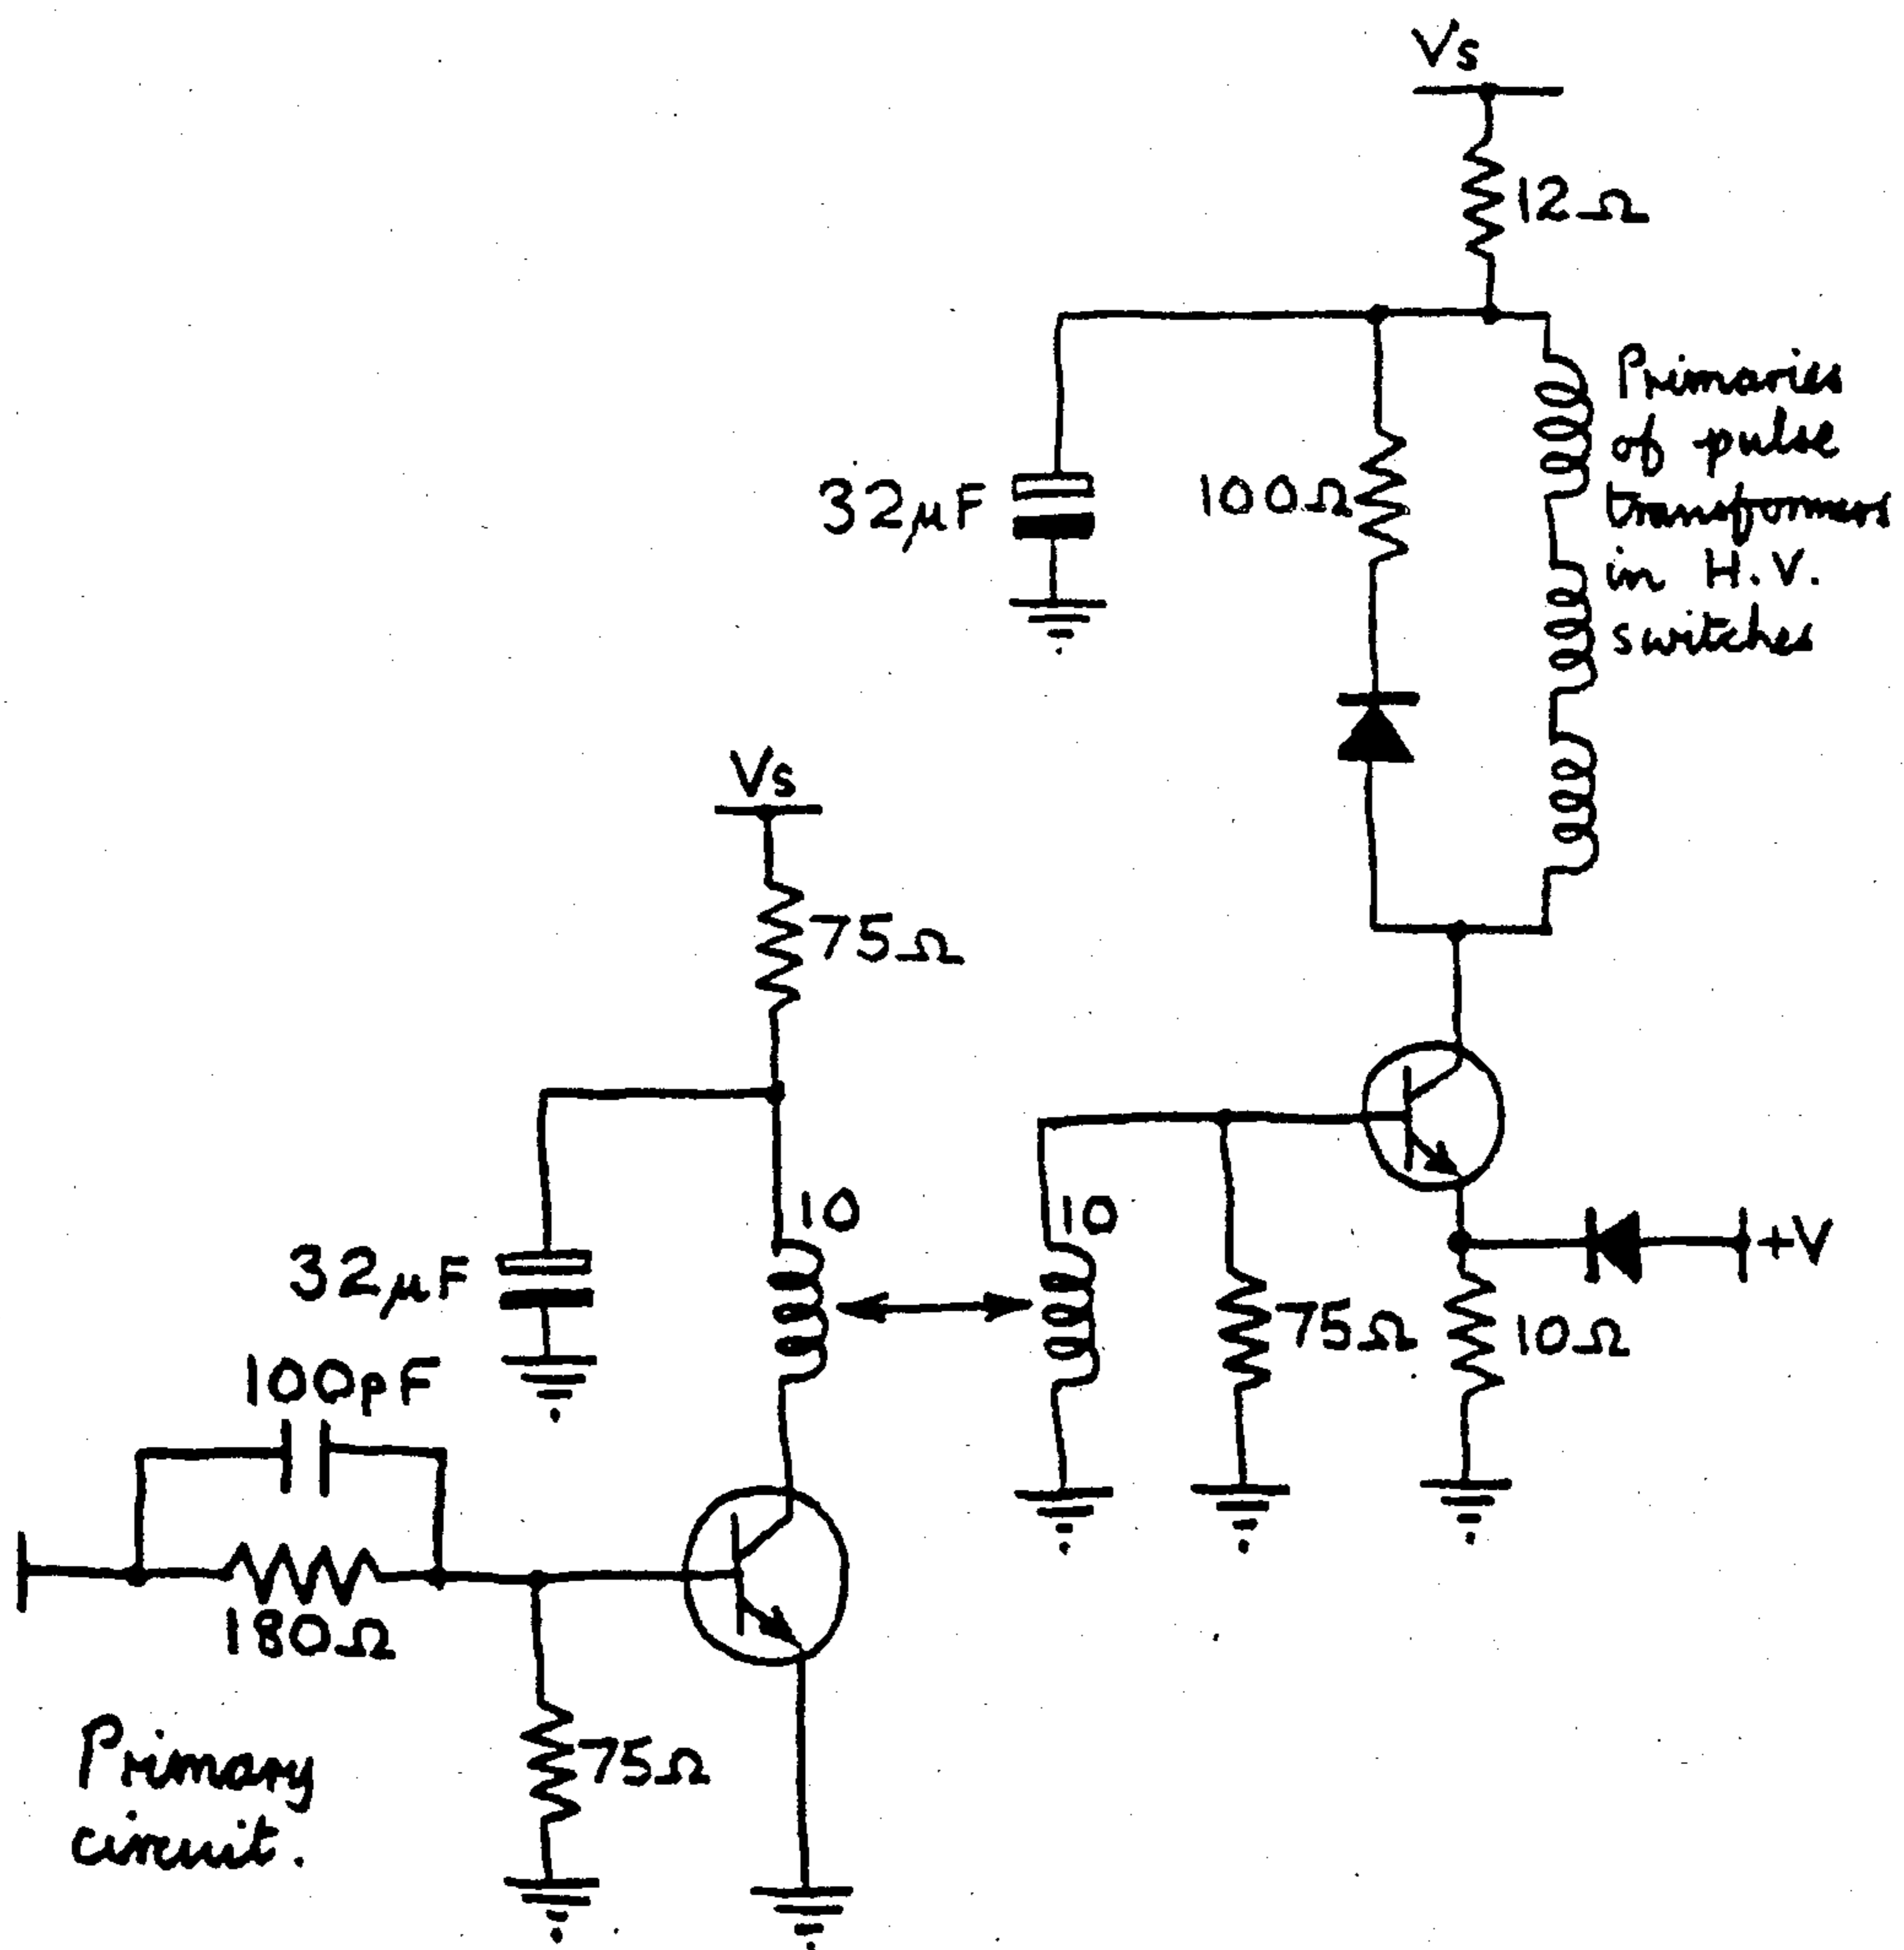 Vs
12Ω
Primaries
of pulse
transformers
in H.V.
switches
32μF
100Ω
Vs
75Ω
10
10
+V
32μF
75Ω
10Ω
100pF
180Ω
75Ω
Primary
circuit.